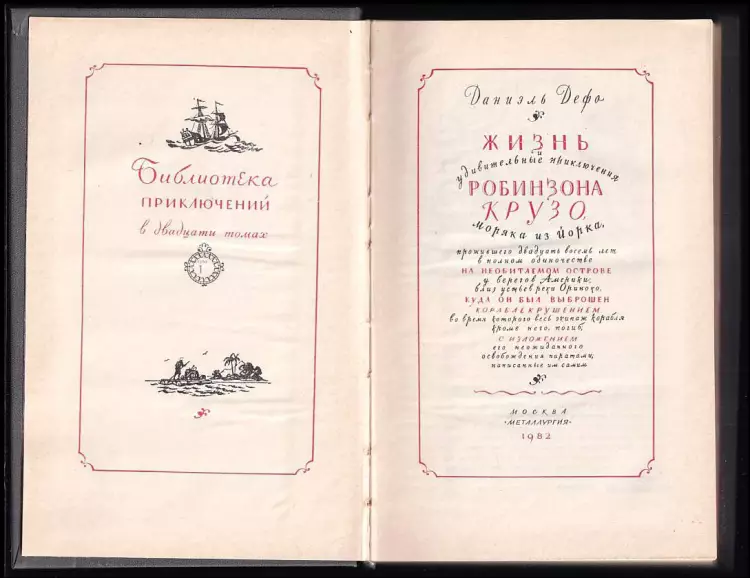 Библиотека
ПРИКЛЮЧЕНИЙ
в двадцати томах
I
Даниэль Дефо
ЖИЗНЬ
и
удивительные приключения
РОБИНЗОНА
КРУЗО,
моряка из Йорка,
прожившего двадцать восемь лет
в полном одиночестве
НА НЕОБИТАЕМОМ ОСТРОВЕ
у берегов Америки,
близ устьев реки Ориноко,
КУДА ОН БЫЛ ВЫБРОШЕН
КОРАБЛЕКРУШЕНИЕМ,
во время которого весь экипаж корабля
кроме него, погиб,
С ИЗЛОЖЕНИЕМ
его неожиданного
освобождения пиратами,
написанные им самим
МОСКВА
«МЕТАЛЛУРГИЯ»
1982